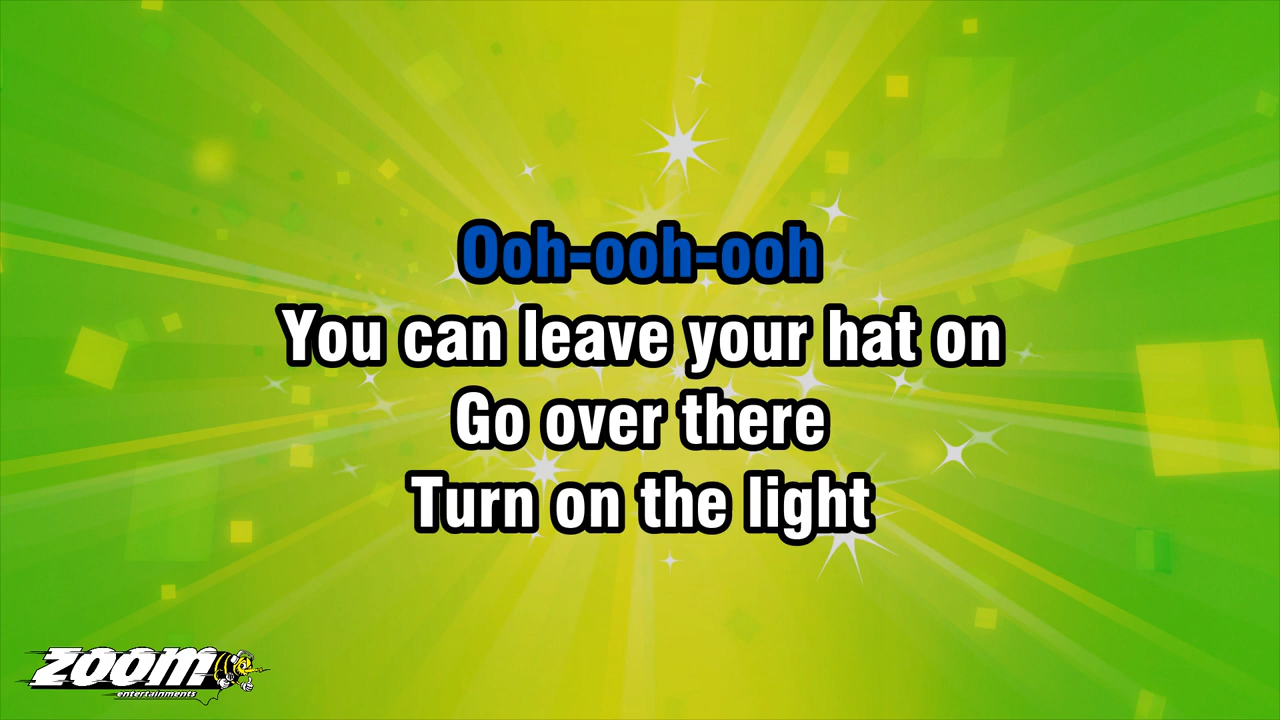 Ooh-ooh-ooh
You can leave your hat on
Go over there
Turn on the light
zoom
entertainments